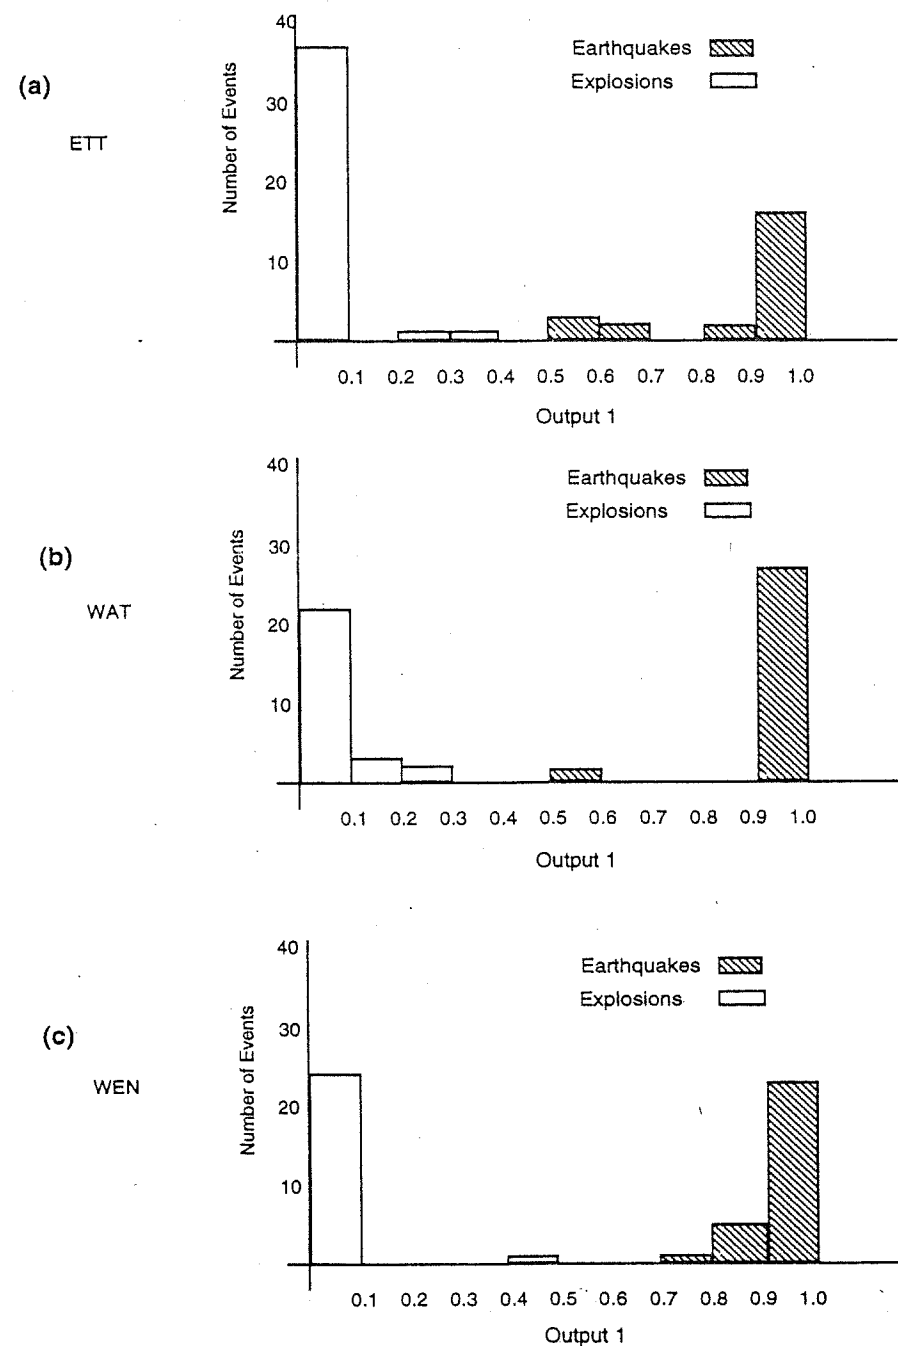 (a)
ETT
Number of Events
40
30
20
10
Earthquakes
Explosions
0.1 0.2 0.3 0.4 0.5 0.6 0.7 0.8 0.9 1.0
Output 1
(b)
WAT
Number of Events
40
30
20
10
Earthquakes
Explosions
0.1 0.2 0.3 0.4 0.5 0.6 0.7 0.8 0.9 1.0
Output 1
(c)
WEN
Number of Events
40
30
20
10
Earthquakes
Explosions
0.1 0.2 0.3 0.4 0.5 0.6 0.7 0.8 0.9 1.0
Output 1